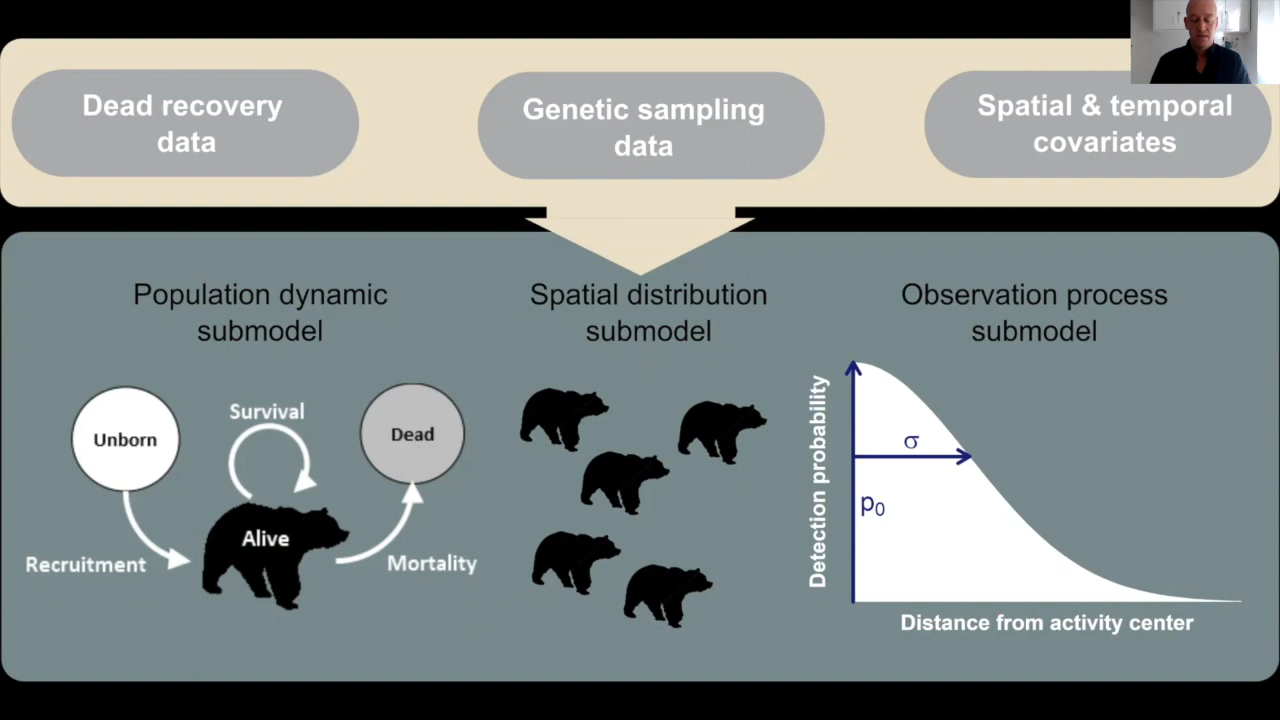 Dead recovery
data
Genetic sampling
data
Spatial & temporal
covariates
Population dynamic
submodel
Spatial distribution
submodel
Observation process
submodel
Unborn
Survival
Dead
Alive
Recruitment
Mortality
Detection probability
σ
p₀
Distance from activity center